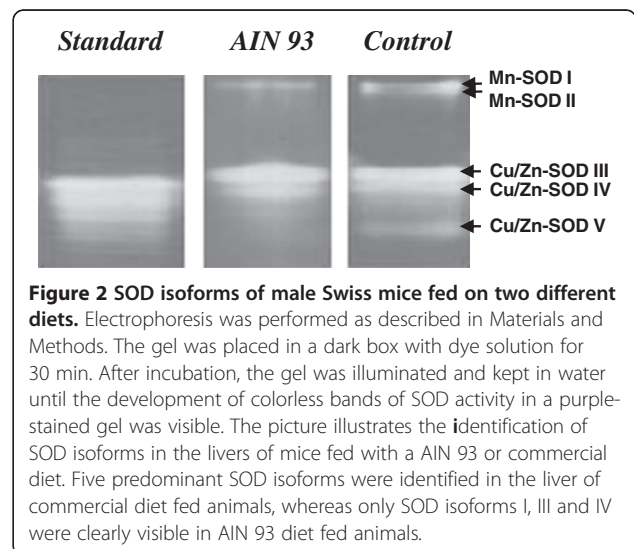 Standard AIN 93 Control
Mn-SOD I
Mn-SOD II
Cu/Zn-SOD III
Cu/Zn-SOD IV
Cu/Zn-SOD V
Figure 2 SOD isoforms of male Swiss mice fed on two different
diets. Electrophoresis was performed as described in Materials and
Methods. The gel was placed in a dark box with dye solution for
30 min. After incubation, the gel was illuminated and kept in water
until the development of colorless bands of SOD activity in a purple-
stained gel was visible. The picture illustrates the identification of
SOD isoforms in the livers of mice fed with a AIN 93 or commercial
diet. Five predominant SOD isoforms were identified in the liver of
commercial diet fed animals, whereas only SOD isoforms I, III and IV
were clearly visible in AIN 93 diet fed animals.